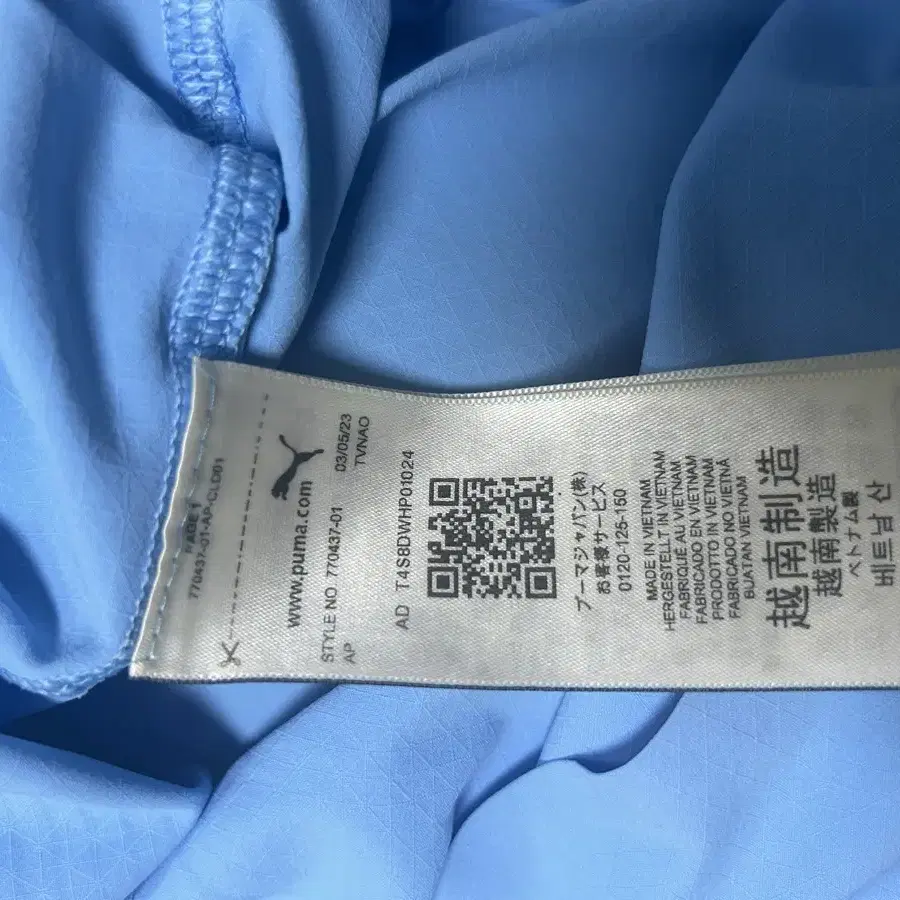 PAGE 1
770437-01-AP-CLD01
www.puma.com
STYLE NO. 770437-01 03/05/23
AP TVNAO
AD T4S8DWHP01024
プーマジャパン(株)
お客様サービス
0120-125-150
MADE IN VIETNAM
HERGESTELLT IN VIETNAM
FABRIQUÉ AU VIETNAM
FABRICADO EN VIETNAM
PRODOTTO IN VIETNAM
FABRICADO NO VIETNÃ
BUATAN VIETNAM
越南制造
越南製造
ベトナム製
베트남 산